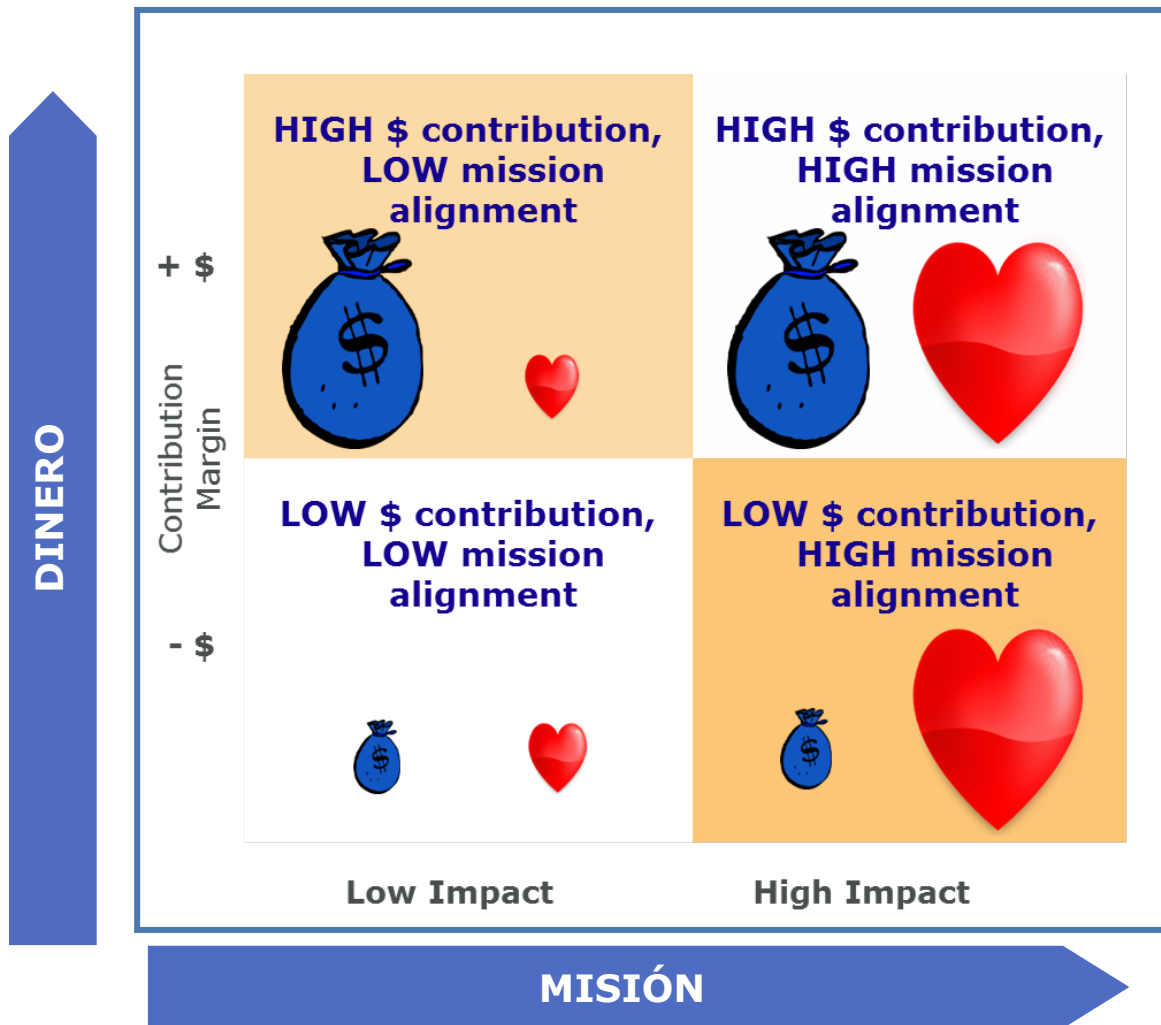 HIGH $ contribution,
LOW mission
alignment
HIGH $ contribution,
HIGH mission
alignment
+ $
$
$
Contribution
Margin
DINERO
LOW $ contribution,
LOW mission
alignment
LOW $ contribution,
HIGH mission
alignment
- $
$
$
Low Impact
High Impact
MISIÓN